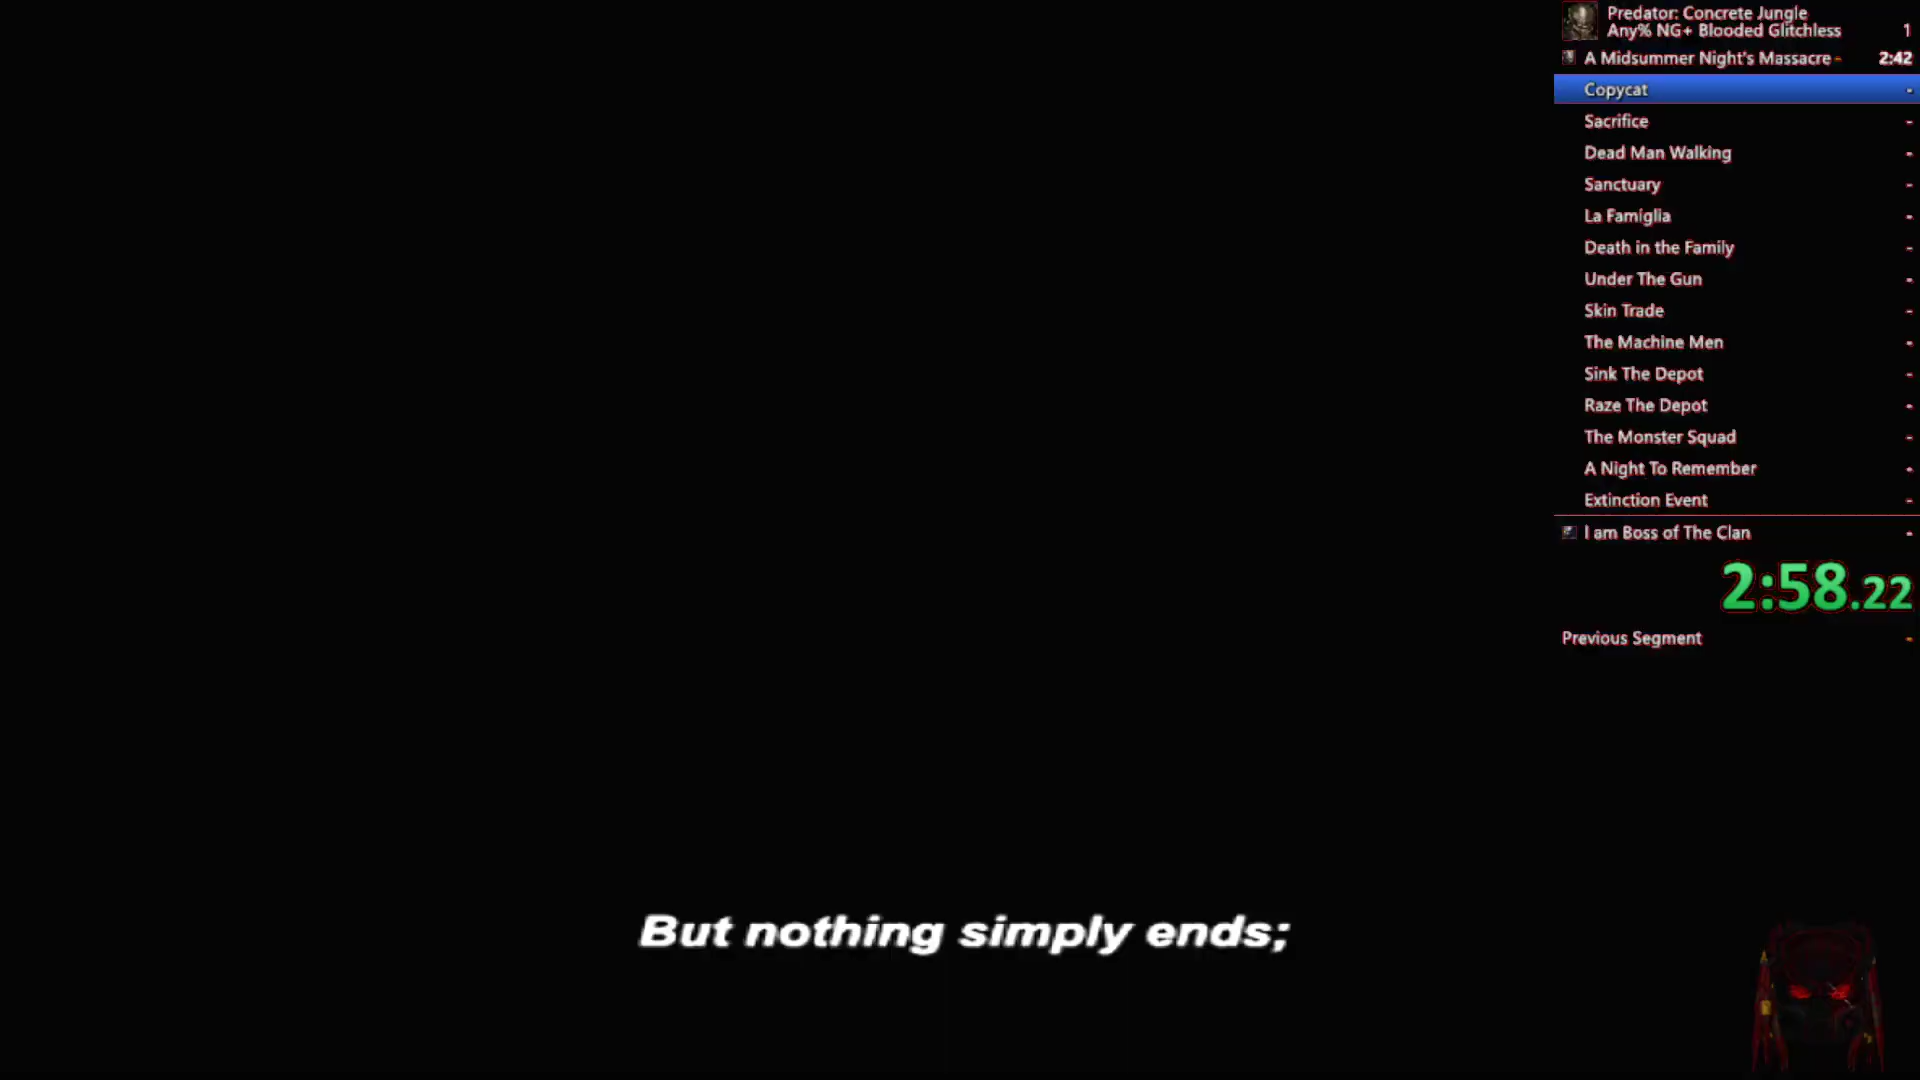 Predator: Concrete Jungle
Any% NG+ Blooded Glitchless 1
A Midsummer Night's Massacre - 2:42
Copycat -
Sacrifice -
Dead Man Walking -
Sanctuary -
La Famiglia -
Death in the Family -
Under The Gun -
Skin Trade -
The Machine Men -
Sink The Depot -
Raze The Depot -
The Monster Squad -
A Night To Remember -
Extinction Event -
I am Boss of The Clan -
2:58.22
Previous Segment -
But nothing simply ends;